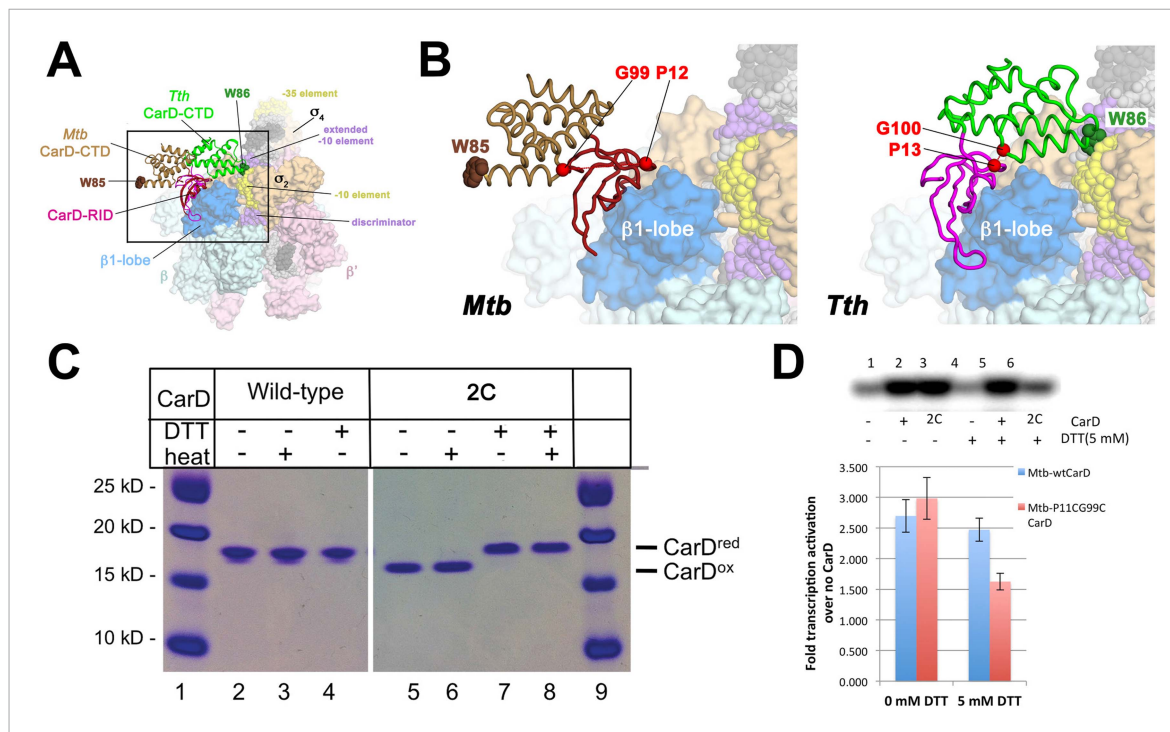 A
Tth
CarD-CTD
W86
-35 element
σ4
extended
-10 element
Mtb
CarD-CTD
W85
σ2
-10 element
CarD-RID
discriminator
β1-lobe
β
β'
B
G99 P12
W85
β1-lobe
Mtb
G100
P13
W86
β1-lobe
Tth
C
CarD Wild-type 2C
DTT - - + - - + +
heat - + - - + - +
25 kD -
20 kD -
15 kD -
10 kD -
CarDred
CarDox
1 2 3 4 5 6 7 8 9
D
1 2 3 4 5 6
- + 2C - + 2C CarD
- - - + + + DTT(5 mM)
Fold transcription activation
over no CarD
3.500
3.000
2.500
2.000
1.500
1.000
0.500
0.000
0 mM DTT 5 mM DTT
Mtb-wtCarD
Mtb-P11CG99C
CarD